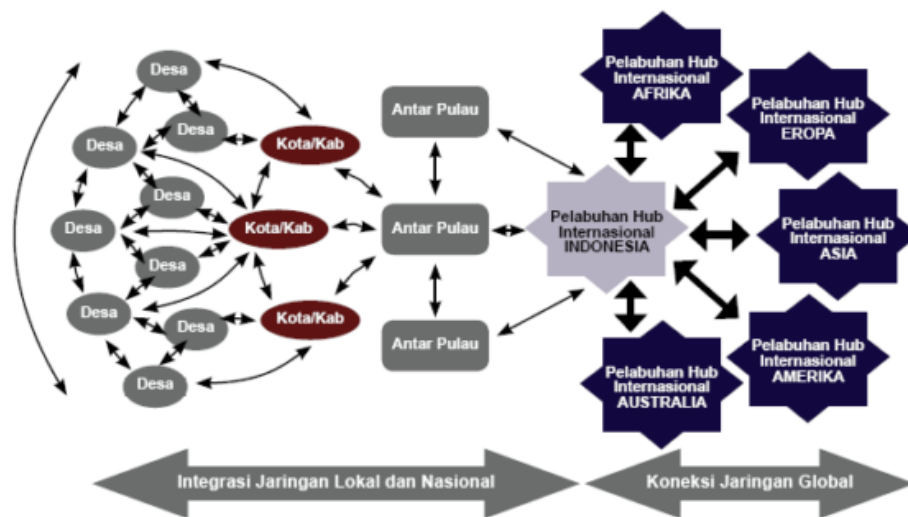 Desa
Desa
Desa
Desa
Desa
Desa
Desa
Desa
Desa
Kota/Kab
Kota/Kab
Kota/Kab
Antar Pulau
Antar Pulau
Antar Pulau
Pelabuhan Hub
Internasional
INDONESIA
Pelabuhan Hub
Internasional
AFRIKA
Pelabuhan Hub
Internasional
EROPA
Pelabuhan Hub
Internasional
ASIA
Pelabuhan Hub
Internasional
AMERIKA
Pelabuhan Hub
Internasional
AUSTRALIA
Integrasi Jaringan Lokal dan Nasional
Koneksi Jaringan Global